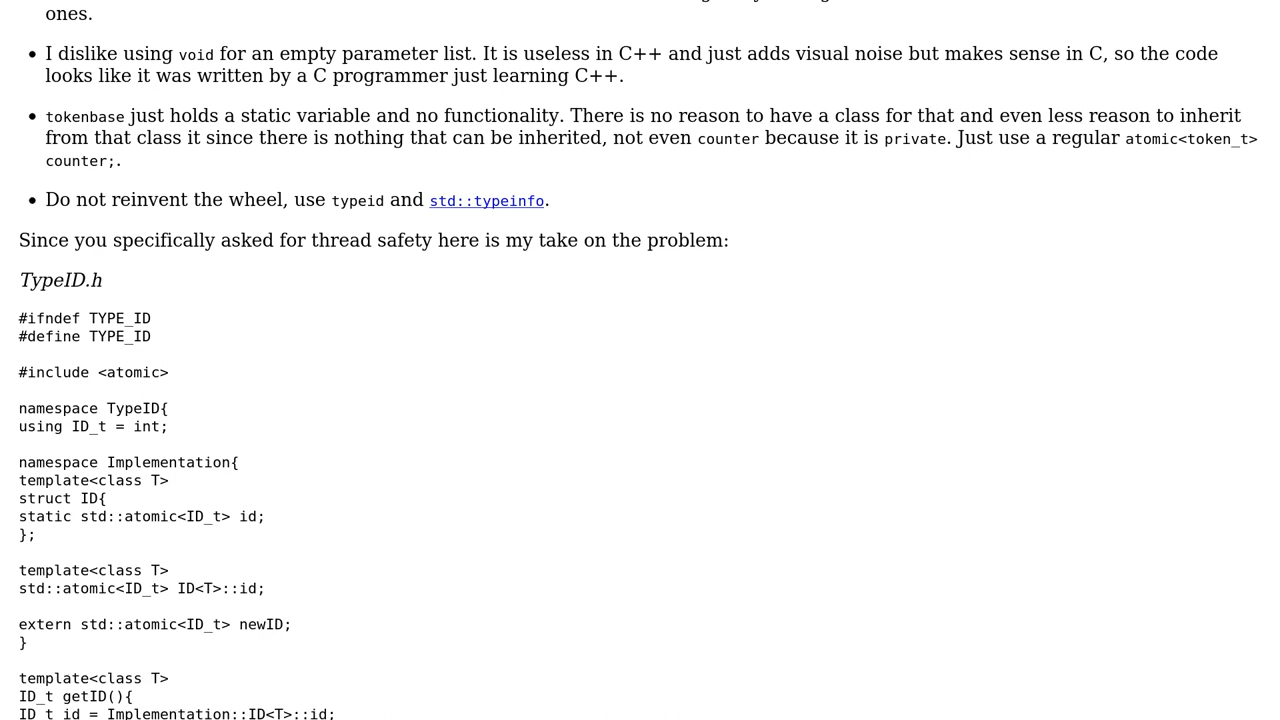 ones.
I dislike using void for an empty parameter list. It is useless in C++ and just adds visual noise but makes sense in C, so the code
looks like it was written by a C programmer just learning C++.
tokenbase just holds a static variable and no functionality. There is no reason to have a class for that and even less reason to inherit
from that class it since there is nothing that can be inherited, not even counter because it is private. Just use a regular atomic<token_t>
counter;.
Do not reinvent the wheel, use typeid and std::typeinfo.
Since you specifically asked for thread safety here is my take on the problem:
TypeID.h
#ifndef TYPE_ID
#define TYPE_ID
#include <atomic>
namespace TypeID{
using ID_t = int;
namespace Implementation{
template<class T>
struct ID{
static std::atomic<ID_t> id;
};
template<class T>
std::atomic<ID_t> ID<T>::id;
extern std::atomic<ID_t> newID;
}
template<class T>
ID_t getID(){
ID_t id = Implementation::ID<T>::id;